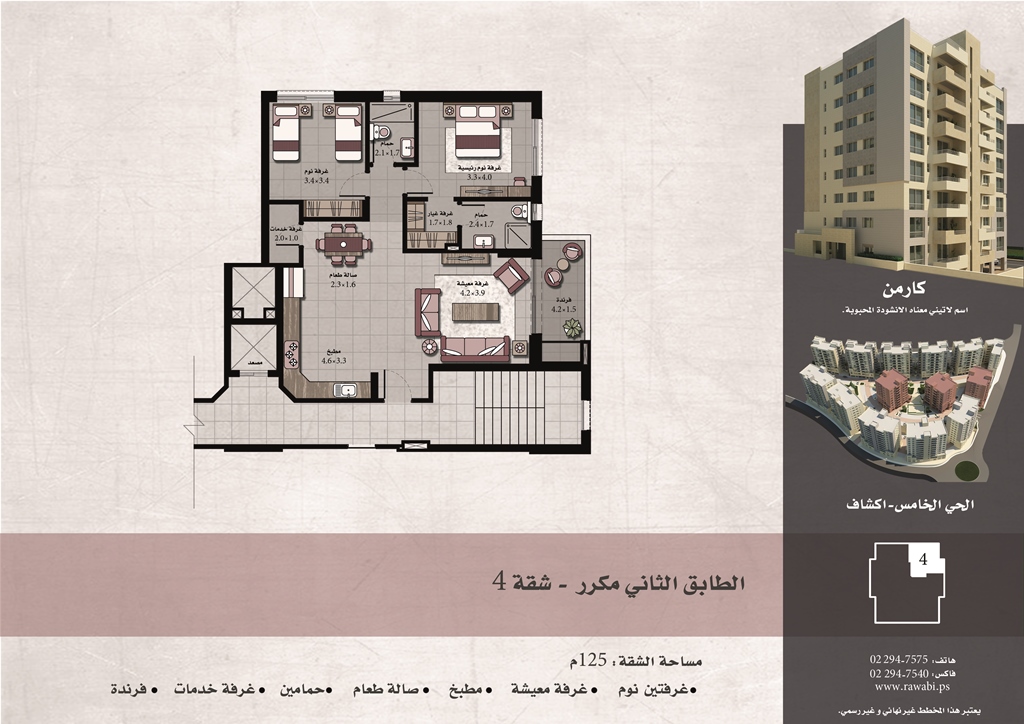 حمام
2.1×1.7
غرفة نوم
3.4×3.4
غرفة نوم رئيسية
3.3×4.0
غرفة غيار
1.7×1.8
حمام
2.4×1.7
غرفة خدمات
2.0×1.0
صالة طعام
2.3×1.6
غرفة معيشة
4.2×3.9
فرندة
4.2×1.5
مطبخ
4.6×3.3
مصعد
كارمن
اسم لاتيني معناه الانشودة المحبوبة.
الحي الخامس-اكشاف
4
الطابق الثاني مكرر - شقة 4
مساحة الشقة: 125م
•غرفتين نوم •غرفة معيشة •مطبخ •صالة طعام •حمامين •غرفة خدمات •فرندة
هاتف: 02 294-7575
فاكس: 02 294-7540
www.rawabi.ps
يعتبر هذا المخطط غير نهائي و غير رسمي.